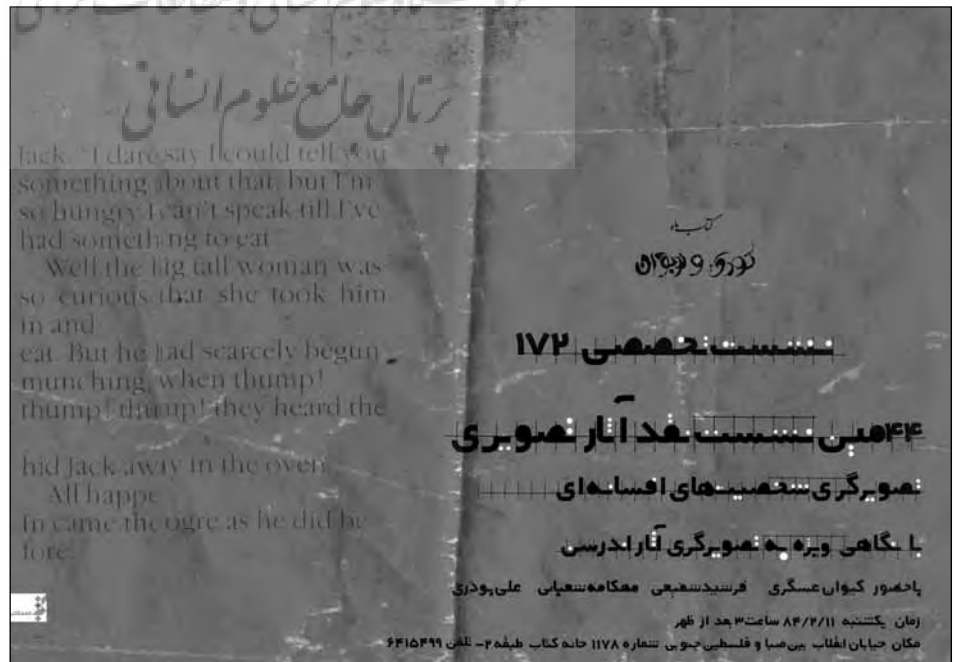 پرتال جامع علوم انسانی
Jack. "I dare say I could tell you
something about that, but I'm
so hungry I can't speak till I've
had something to eat
Well the big tall woman was
so curious that she took him
in and
eat. But he had scarcely begun
munching, when thump!
thump! thump! they heard the
hid Jack away in the oven
All happe
In came the ogre as he did be
fore
کتاب ماه
کودک و نوجوان
نشست تخصصی ۱۷۲
۴۴مین نشست نقد آثار تصویری
تصویرگری شخصیت‌های افسانه‌ای
با نگاهی ویژه به تصویرگری آثار اندرسن
باحضور کیوان عسگری فرشید شفیعی مهکامه شعبانی علی بوذری
زمان یکشنبه ۸۴/۲/۱۱ ساعت ۳ بعد از ظهر
مکان خیابان انقلاب بین صبا و فلسطین جنوبی شماره ۱۱۷۸ خانه کتاب طبقه ۲- تلفن ۶۴۱۵۴۹۹